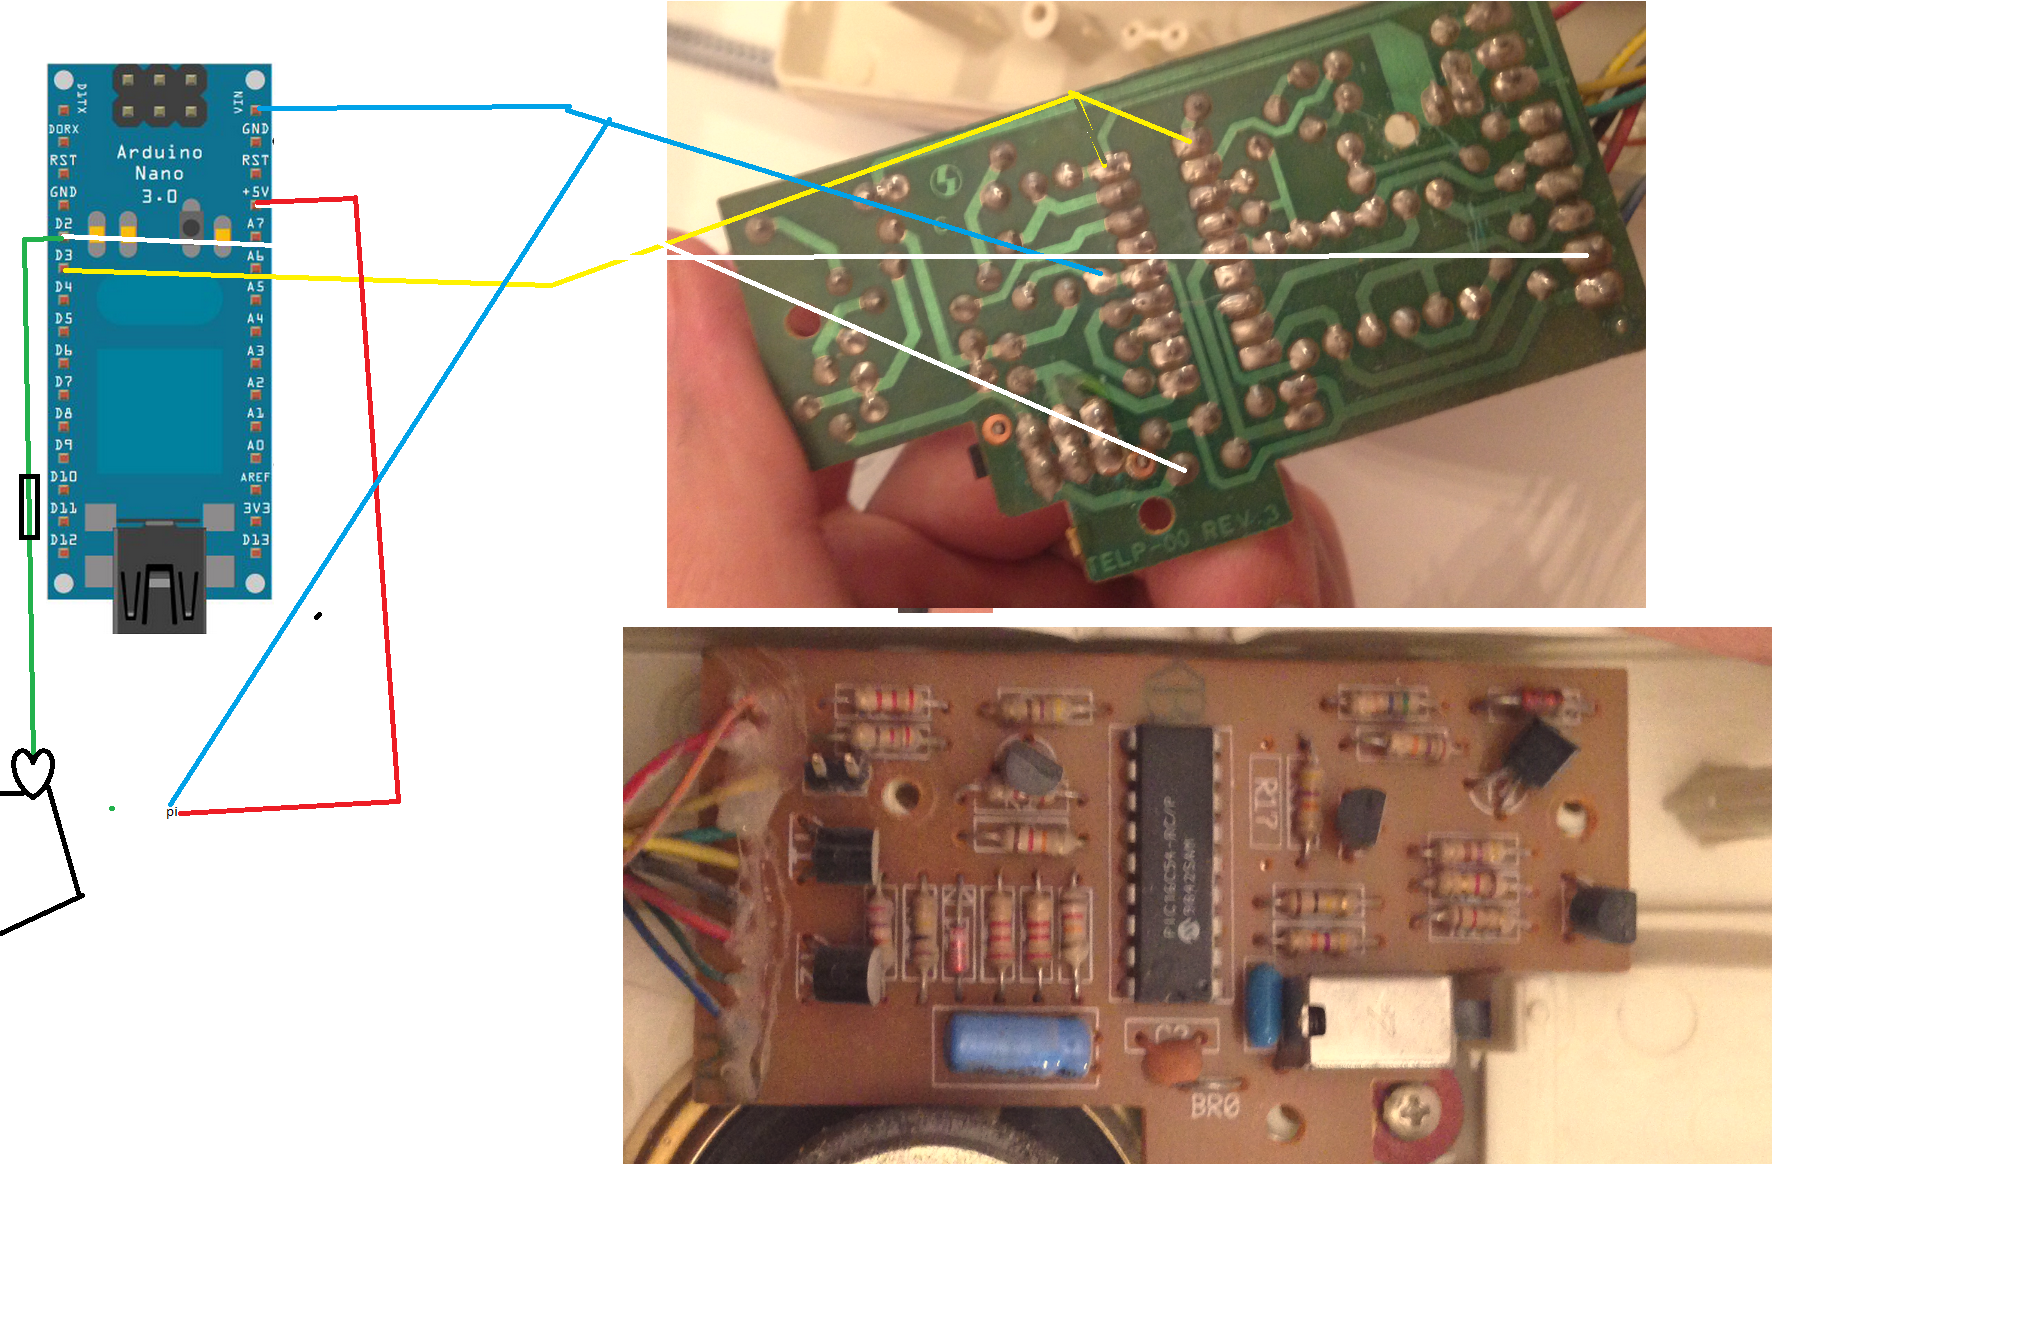 D1TX
VIN
D0RX
GND
RST
RST
GND
+5V
Arduino
Nano
3.0
D2
A7
D3
A6
D4
A5
D5
A4
D6
A3
D7
A2
D8
A1
D9
A0
D10
AREF
D11
3V3
D12
D13
pi
TELP-00 REV.3
R17
PIC16C54-RC/P
BR0